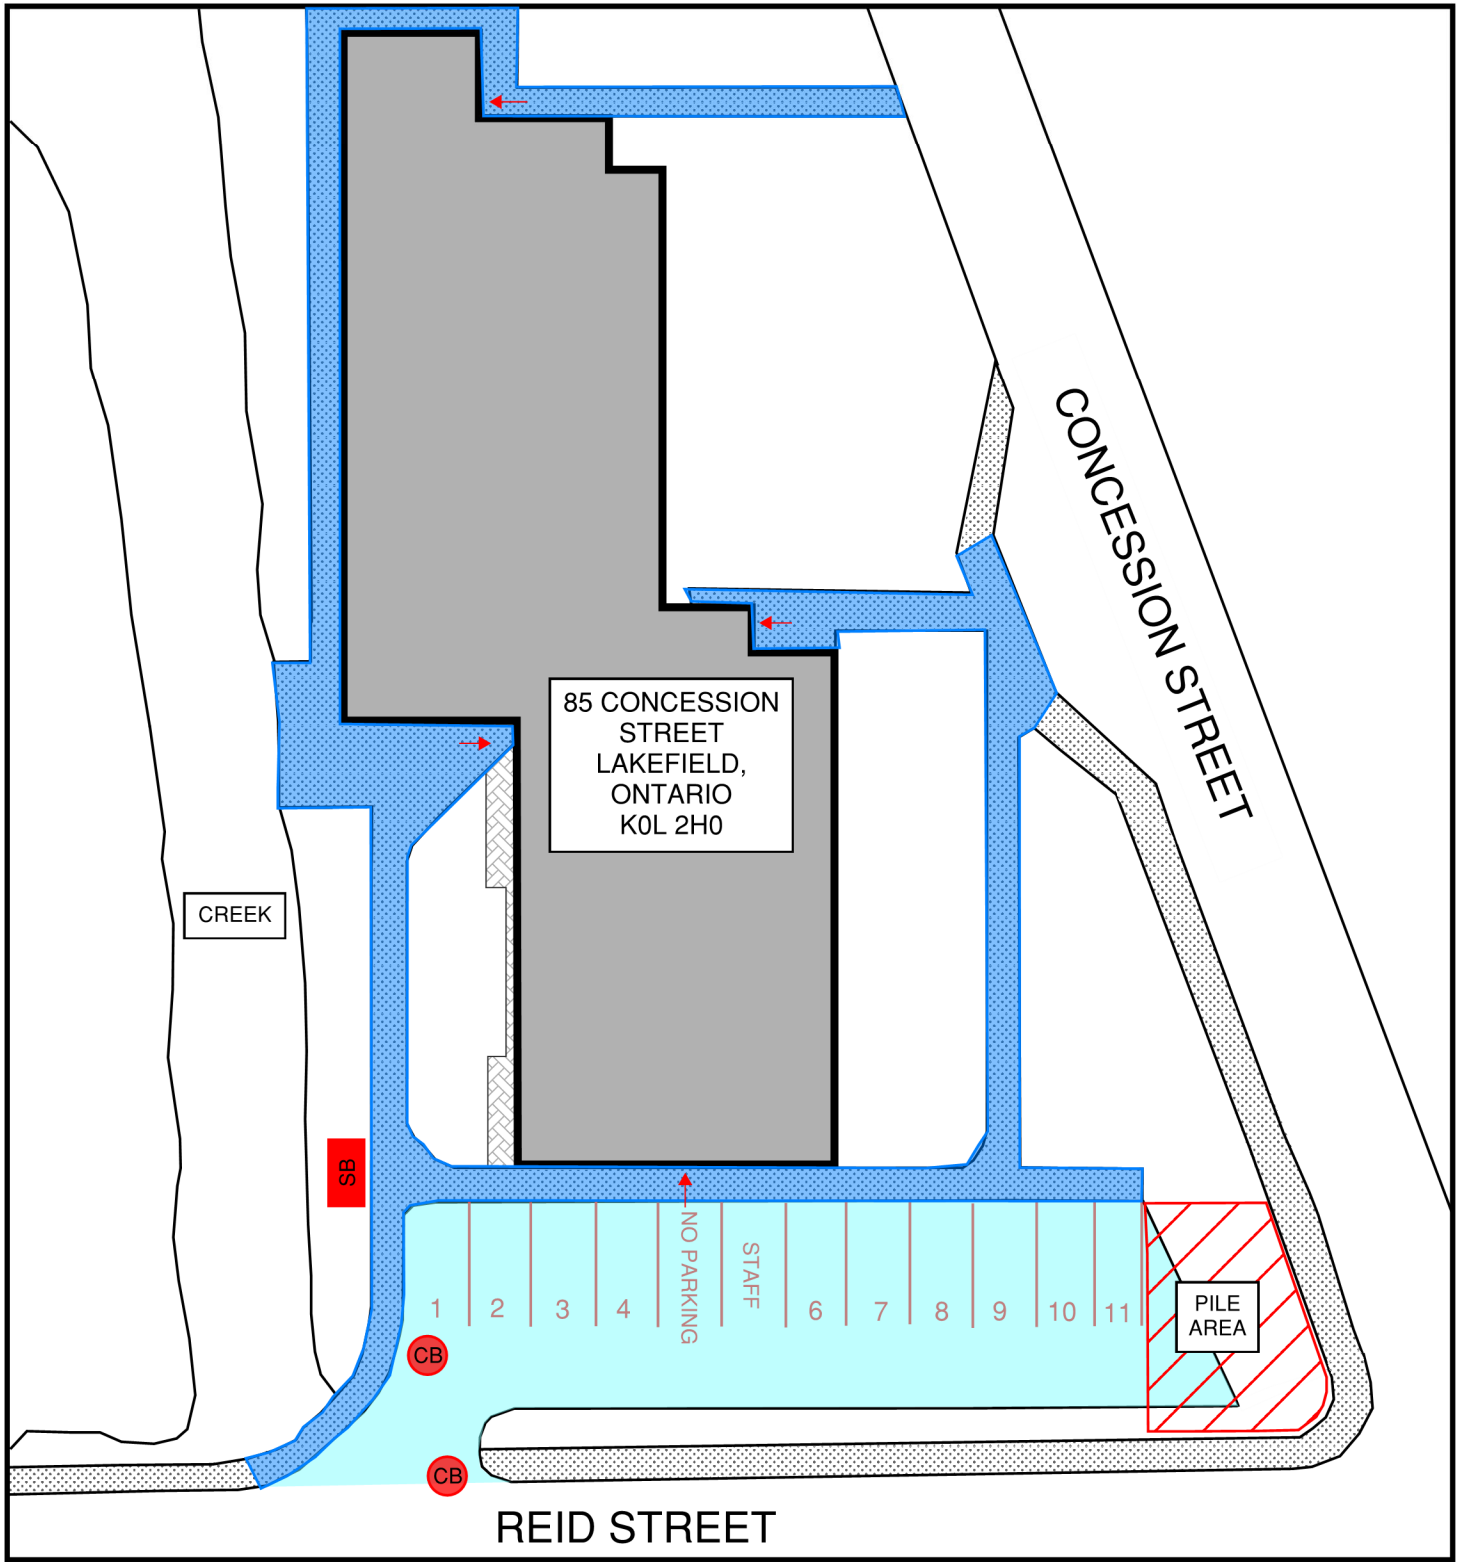 CONCESSION STREET
85 CONCESSION
STREET
LAKEFIELD,
ONTARIO
K0L 2H0
CREEK
SB
NO PARKING
STAFF
1 2 3 4 6 7 8 9 10 11
PILE
AREA
CB
CB
REID STREET